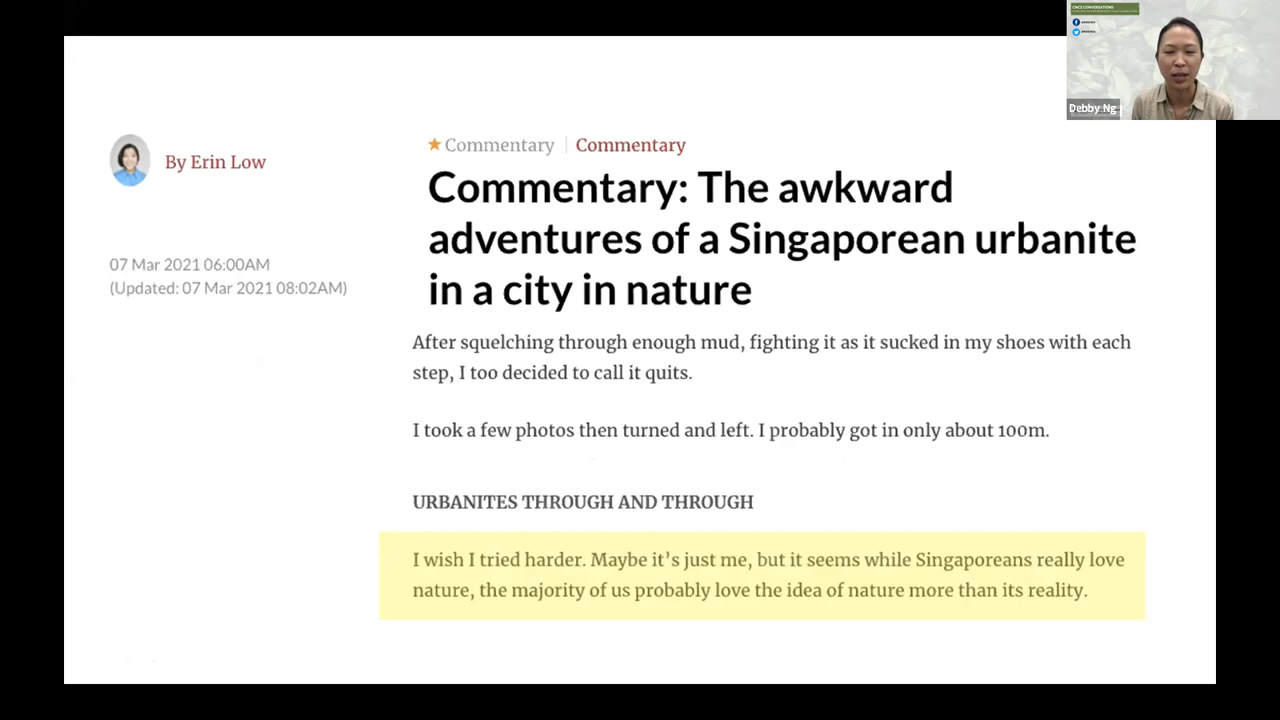 CNCS CONVERSATIONS
Debby Ng
By Erin Low
07 Mar 2021 06:00AM
(Updated: 07 Mar 2021 08:02AM)
Commentary | Commentary
Commentary: The awkward
adventures of a Singaporean urbanite
in a city in nature
After squelching through enough mud, fighting it as it sucked in my shoes with each
step, I too decided to call it quits.
I took a few photos then turned and left. I probably got in only about 100m.
URBANITES THROUGH AND THROUGH
I wish I tried harder. Maybe it’s just me, but it seems while Singaporeans really love
nature, the majority of us probably love the idea of nature more than its reality.